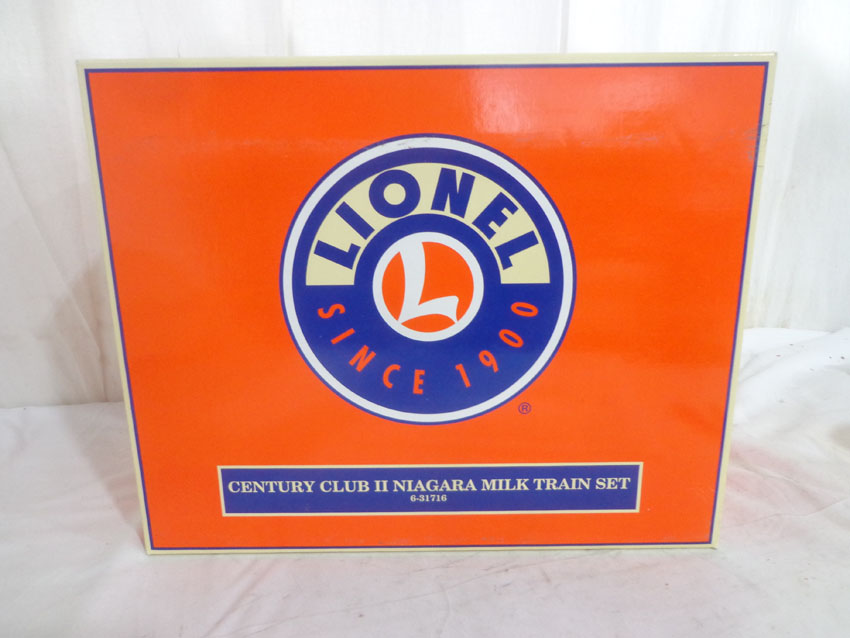 LIONEL
L
SINCE 1900
®
CENTURY CLUB II NIAGARA MILK TRAIN SET
6-31716